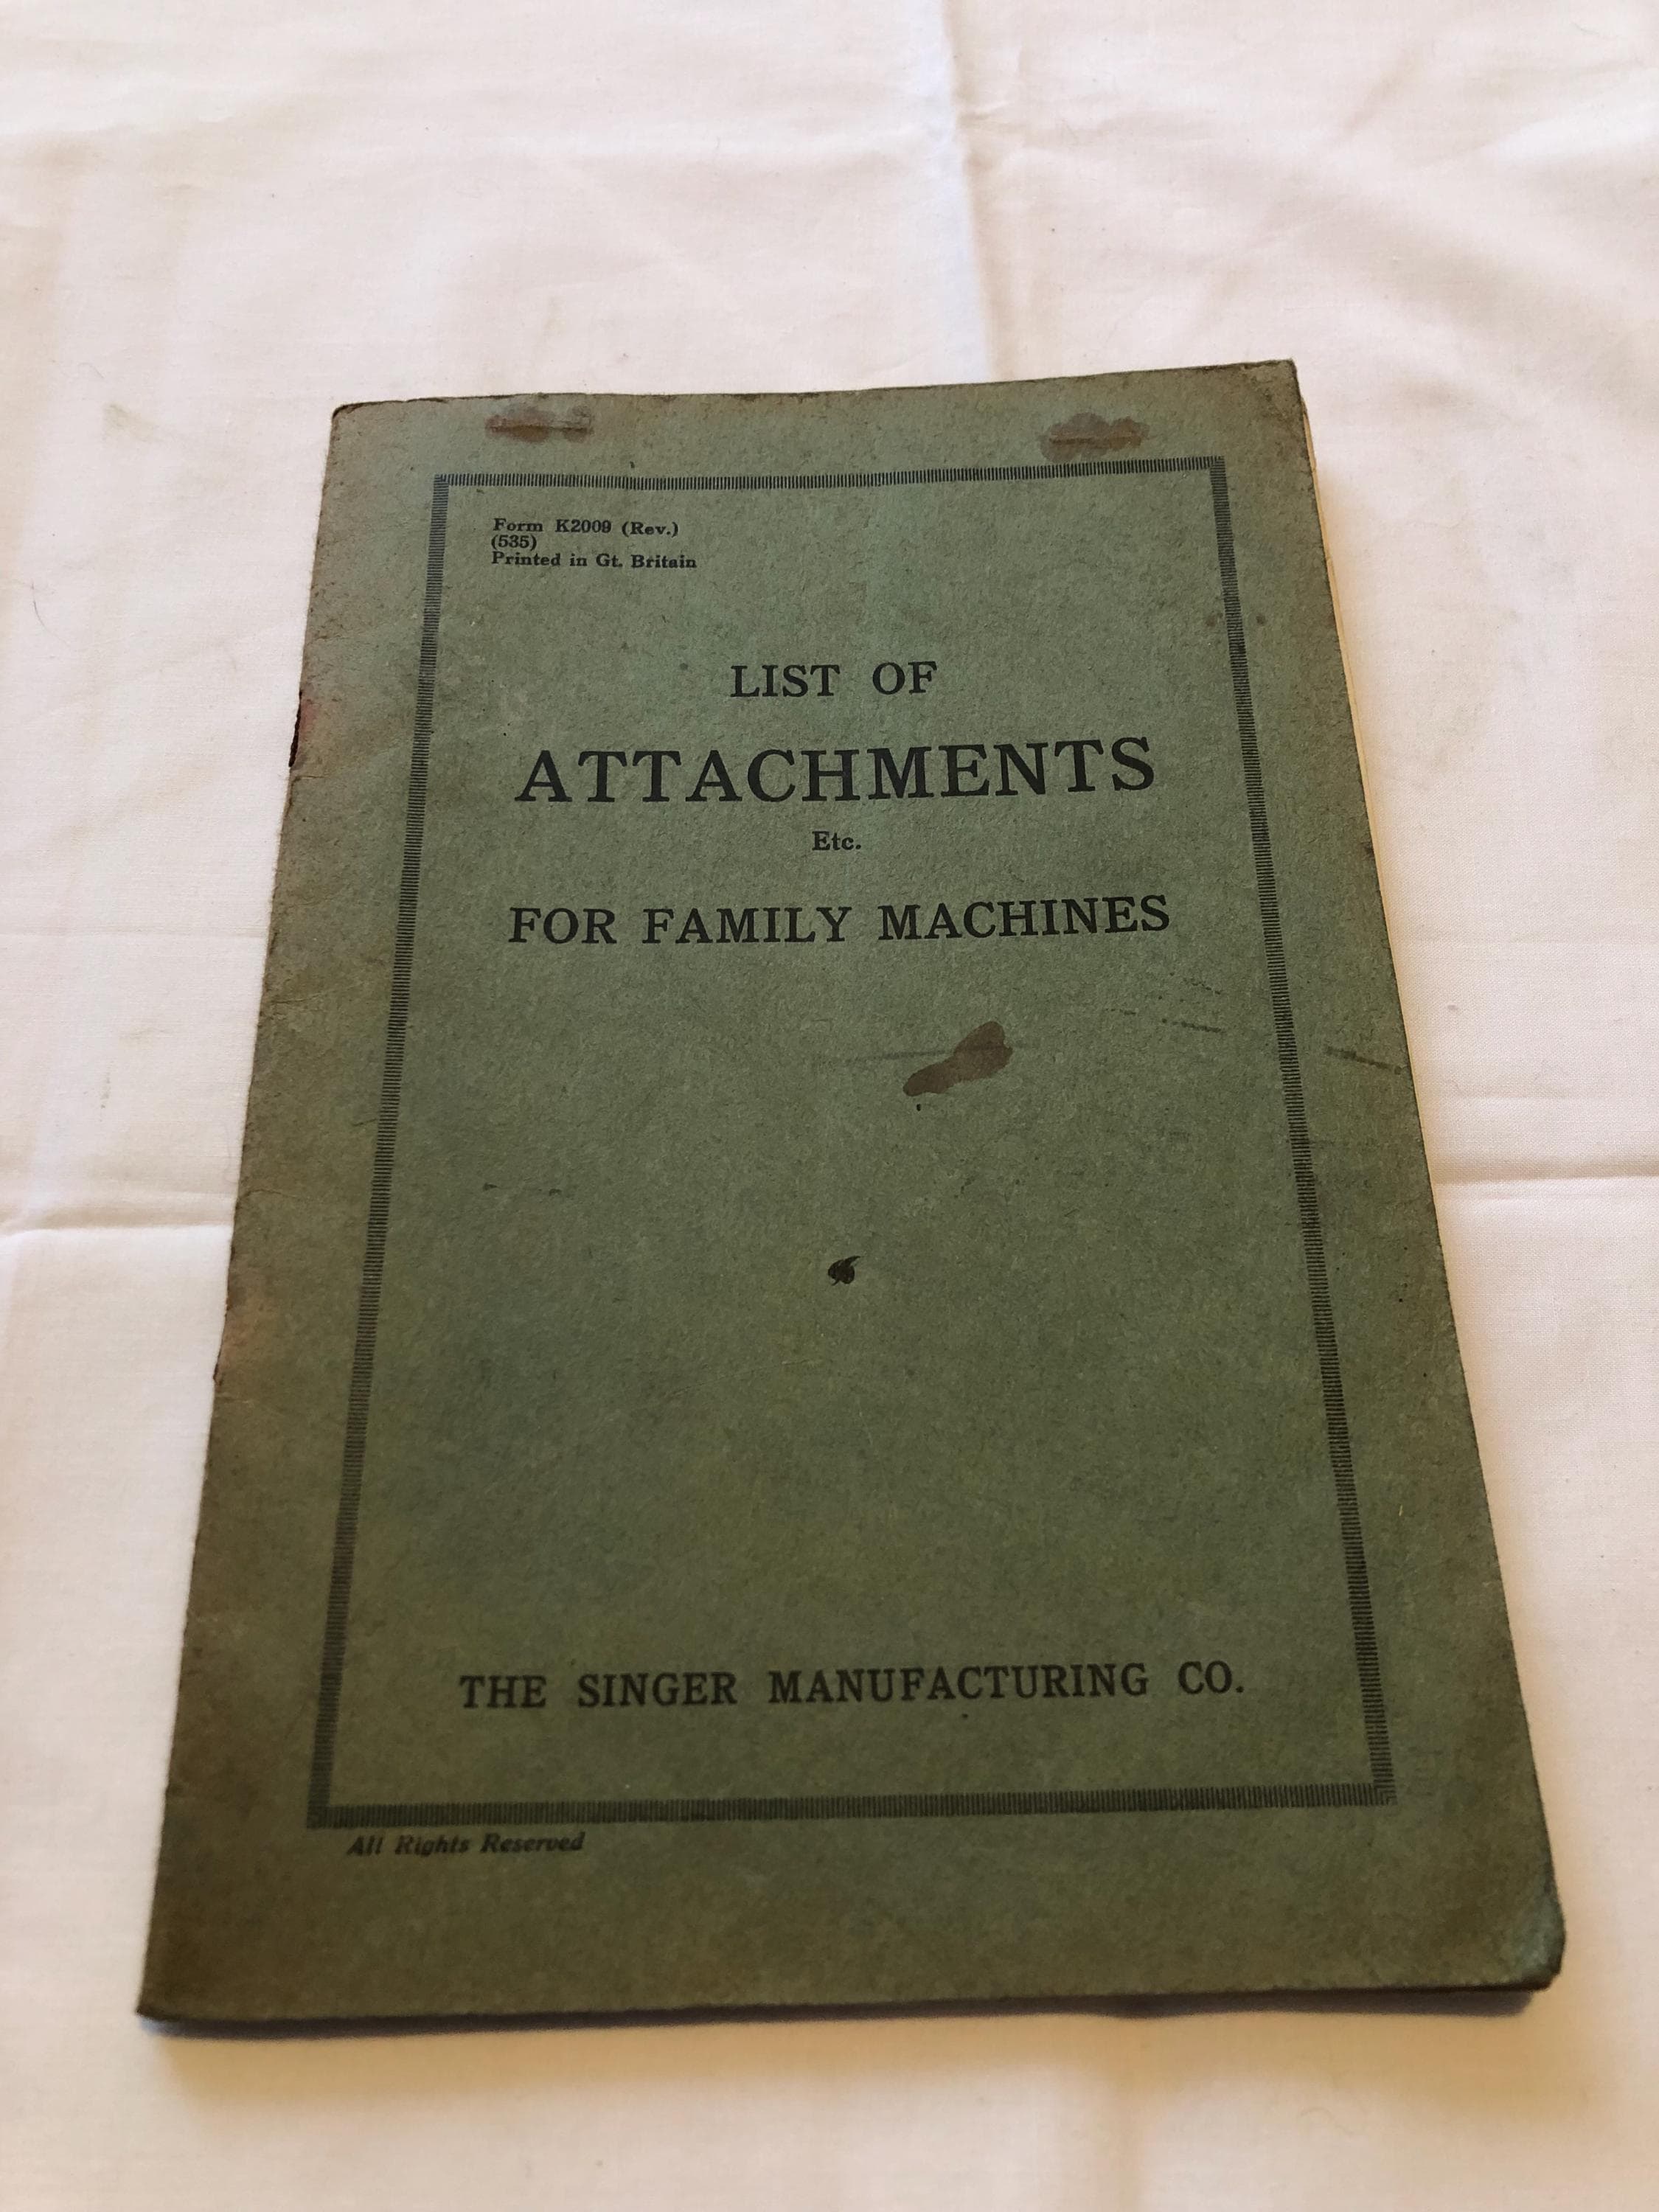 Form K2009 (Rev.)
(535)
Printed in Gt. Britain
LIST OF
ATTACHMENTS
Etc.
FOR FAMILY MACHINES
THE SINGER MANUFACTURING CO.
All Rights Reserved